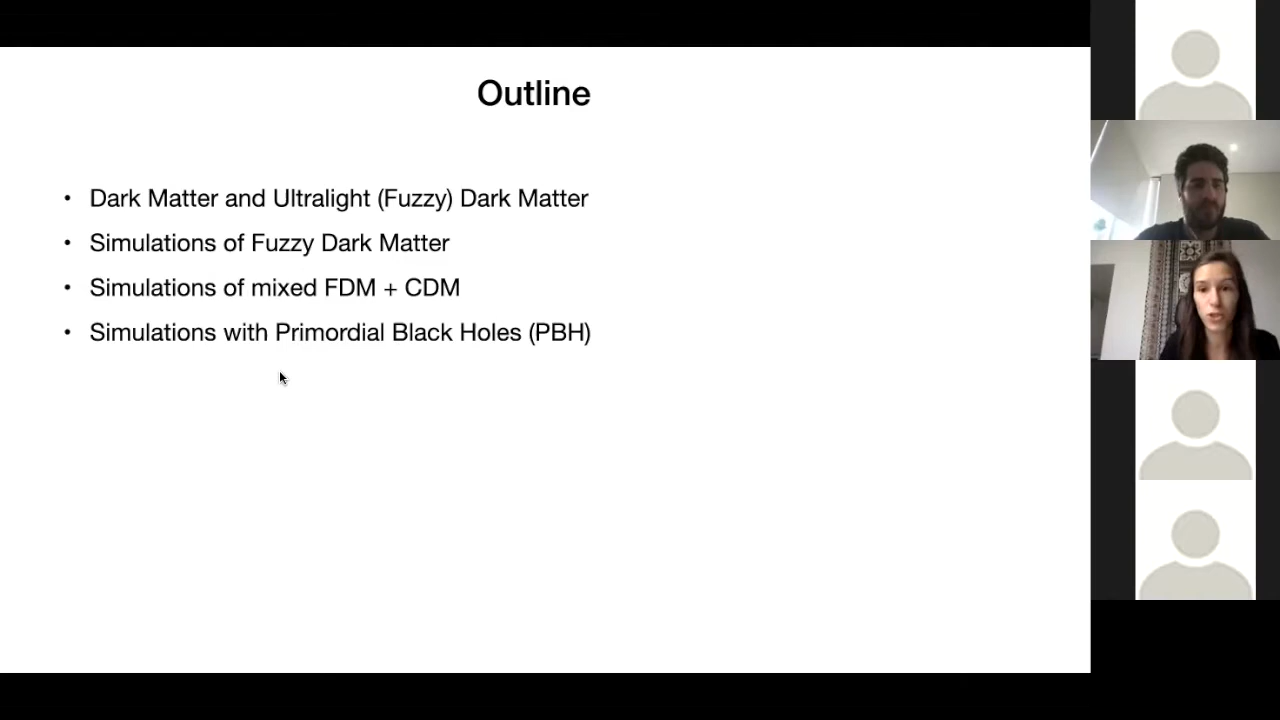 Outline
• Dark Matter and Ultralight (Fuzzy) Dark Matter
• Simulations of Fuzzy Dark Matter
• Simulations of mixed FDM + CDM
• Simulations with Primordial Black Holes (PBH)